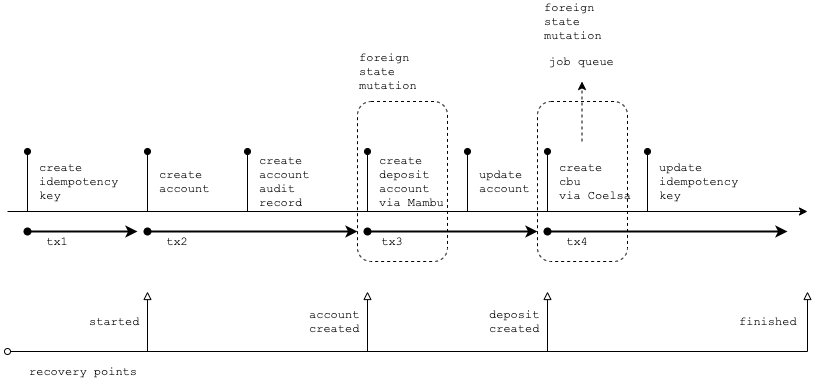 foreign
state
mutation
job queue
foreign
state
mutation
create
idempotency
key
create
account
create
account
audit
record
create
deposit
account
via Mambu
update
account
create
cbu
via Coelsa
update
idempotency
key
tx1
tx2
tx3
tx4
started
account
created
deposit
created
finished
recovery points